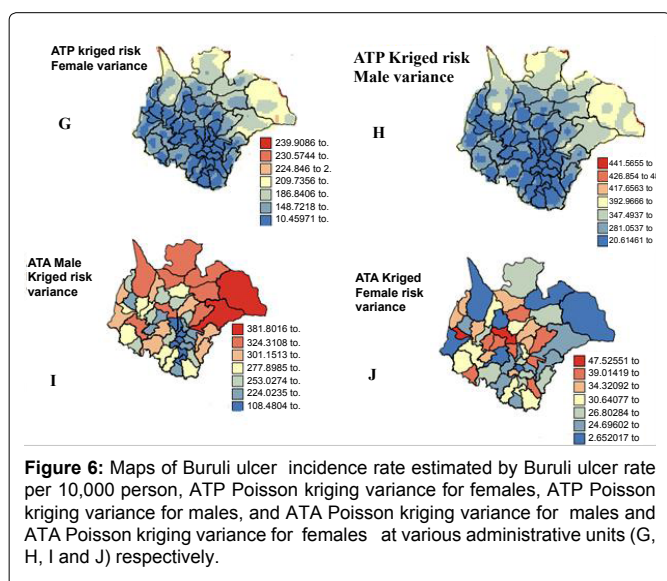 ATP kriged risk
Female variance
G
239.9086 to.
230.5744 to.
224.846 to 2.
209.7356 to.
186.8406 to.
148.7218 to.
10.45971 to.
ATP Kriged risk
Male variance
H
441.5655 to
426.854 to 4
417.6563 to
392.9666 to
347.4937 to
281.0537 to
20.61461 to
ATA Male
Kriged risk
variance
I
381.8016 to.
324.3108 to.
301.1513 to.
277.8985 to.
253.0274 to.
224.0235 to.
108.4804 to.
ATA Kriged
Female risk
variance
J
47.52551 to
39.01419 to
34.32092 to
30.64077 to
26.80284 to
24.69602 to
2.652017 to
Figure 6: Maps of Buruli ulcer incidence rate estimated by Buruli ulcer rate
per 10,000 person, ATP Poisson kriging variance for females, ATP Poisson
kriging variance for males, and ATA Poisson kriging variance for males and
ATA Poisson kriging variance for females at various administrative units (G,
H, I and J) respectively.